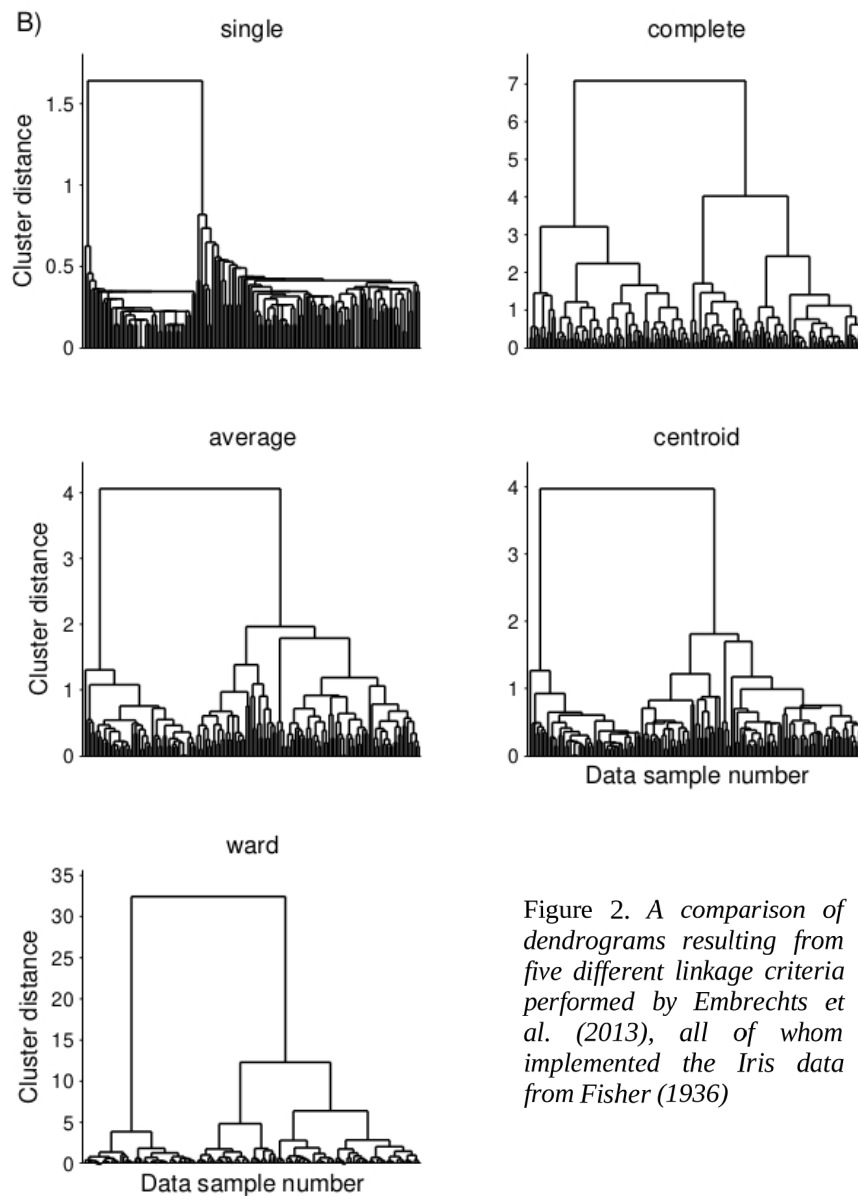 B)
single
complete
Cluster distance
1.5
1
0.5
0
7
6
5
4
3
2
1
0
average
centroid
Cluster distance
4
3
2
1
0
4
3
2
1
0
Data sample number
ward
Cluster distance
35
30
25
20
15
10
5
0
Data sample number
Figure 2. A comparison of
dendrograms resulting from
five different linkage criteria
performed by Embrechts et
al. (2013), all of whom
implemented the Iris data
from Fisher (1936)